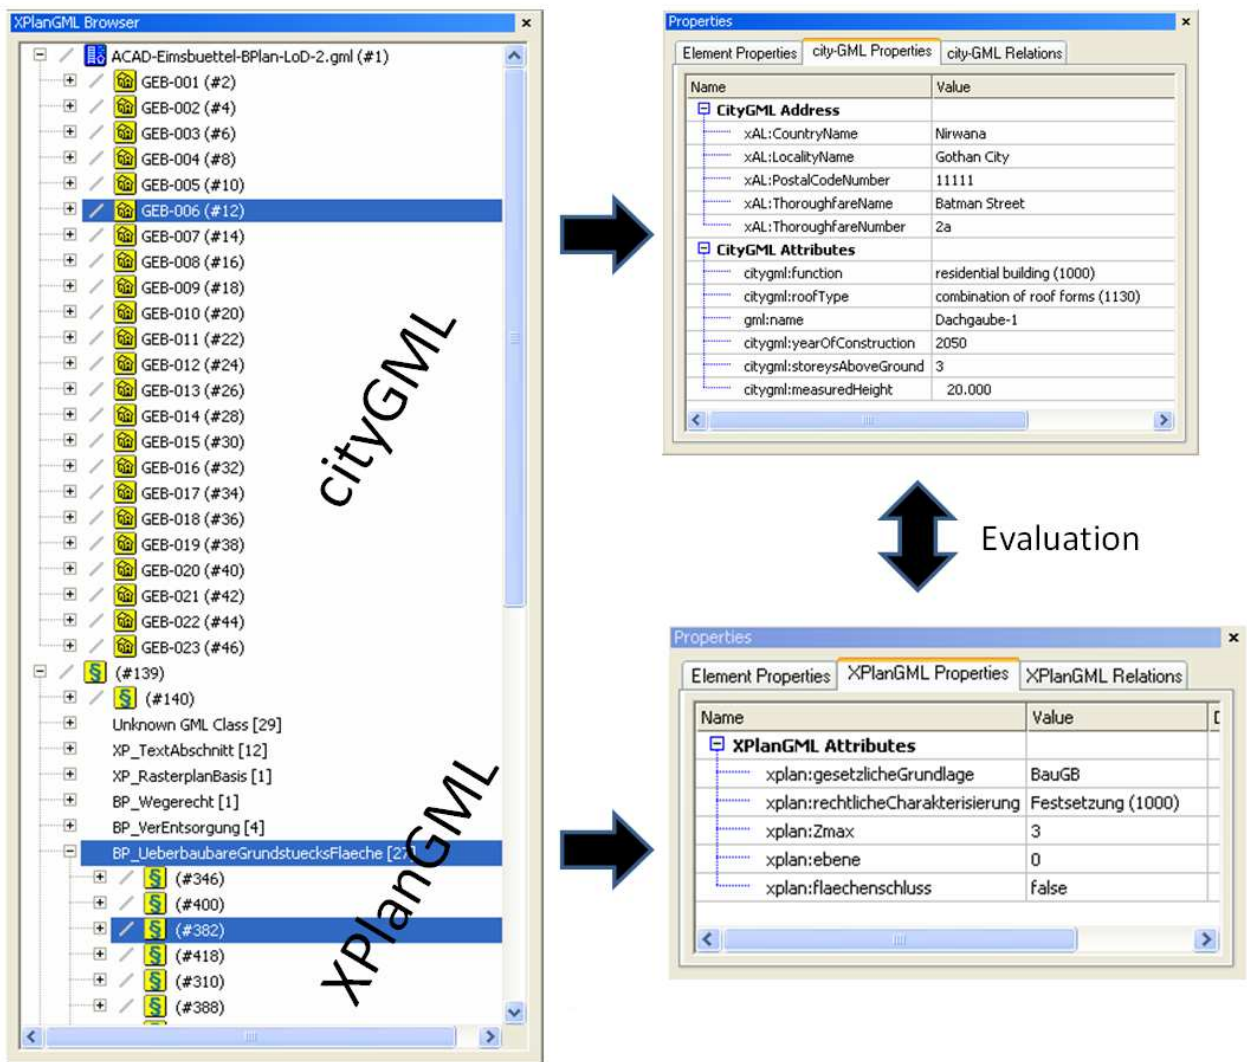 XPlanGML Browser
ACAD-Eimsbuettel-BPlan-LoD-2.gml (#1)
GEB-001 (#2)
GEB-002 (#4)
GEB-003 (#6)
GEB-004 (#8)
GEB-005 (#10)
GEB-006 (#12)
GEB-007 (#14)
GEB-008 (#16)
GEB-009 (#18)
GEB-010 (#20)
GEB-011 (#22)
GEB-012 (#24)
GEB-013 (#26)
GEB-014 (#28)
GEB-015 (#30)
GEB-016 (#32)
GEB-017 (#34)
GEB-018 (#36)
GEB-019 (#38)
GEB-020 (#40)
GEB-021 (#42)
GEB-022 (#44)
GEB-023 (#46)
§ (#139)
§ (#140)
Unknown GML Class [29]
XP_TextAbschnitt [12]
XP_RasterplanBasis [1]
BP_Wegerecht [1]
BP_VerEntsorgung [4]
BP_UeberbaubareGrundstuecksFlaeche [27]
§ (#346)
§ (#400)
§ (#382)
§ (#418)
§ (#310)
§ (#388)
cityGML
XPlanGML
Properties
Element Properties city-GML Properties city-GML Relations
Name Value
CityGML Address
xAL:CountryName Nirwana
xAL:LocalityName Gothan City
xAL:PostalCodeNumber 11111
xAL:ThoroughfareName Batman Street
xAL:ThoroughfareNumber 2a
CityGML Attributes
citygml:function residential building (1000)
citygml:roofType combination of roof forms (1130)
gml:name Dachgaube-1
citygml:yearOfConstruction 2050
citygml:storeysAboveGround 3
citygml:measuredHeight 20.000
Evaluation
Properties
Element Properties XPlanGML Properties XPlanGML Relations
Name Value
XPlanGML Attributes
xplan:gesetzlicheGrundlage BauGB
xplan:rechtlicheCharakterisierung Festsetzung (1000)
xplan:Zmax 3
xplan:ebene 0
xplan:flaechenschluss false